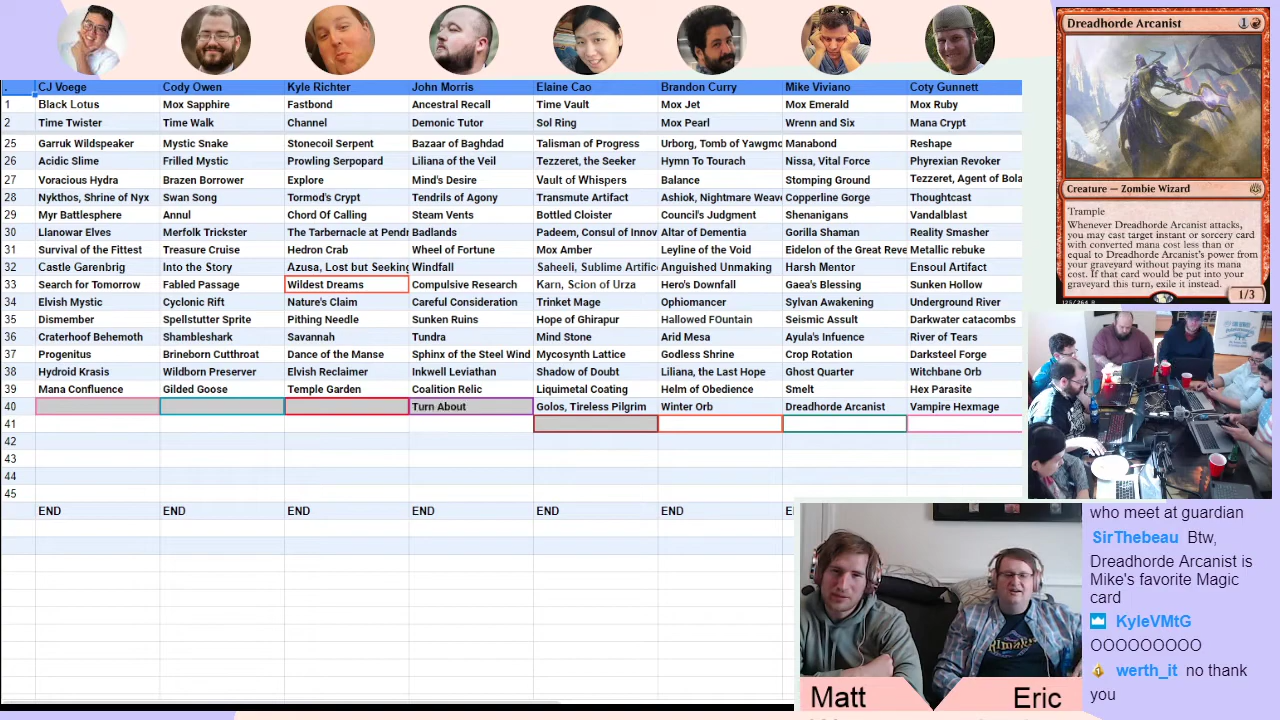 . CJ Voege Cody Owen Kyle Richter John Morris Elaine Cao Brandon Curry Mike Viviano Coty Gunnett
1 Black Lotus Mox Sapphire Fastbond Ancestral Recall Time Vault Mox Jet Mox Emerald Mox Ruby
2 Time Twister Time Walk Channel Demonic Tutor Sol Ring Mox Pearl Wrenn and Six Mana Crypt
25 Garruk Wildspeaker Mystic Snake Stonecoil Serpent Bazaar of Baghdad Talisman of Progress Urborg, Tomb of Yawgmo Manabond Reshape
26 Acidic Slime Frilled Mystic Prowling Serpopard Liliana of the Veil Tezzeret, the Seeker Hymn To Tourach Nissa, Vital Force Phyrexian Revoker
27 Voracious Hydra Brazen Borrower Explore Mind's Desire Vault of Whispers Balance Stomping Ground Tezzeret, Agent of Bola
28 Nykthos, Shrine of Nyx Swan Song Tormod's Crypt Tendrils of Agony Transmute Artifact Ashiok, Nightmare Weave Copperline Gorge Thoughtcast
29 Myr Battlesphere Annul Chord Of Calling Steam Vents Bottled Cloister Council's Judgment Shenanigans Vandalblast
30 Llanowar Elves Merfolk Trickster The Tarbernacle at Pendr Badlands Padeem, Consul of Innov Altar of Dementia Gorilla Shaman Reality Smasher
31 Survival of the Fittest Treasure Cruise Hedron Crab Wheel of Fortune Mox Amber Leyline of the Void Eidelon of the Great Reve Metallic rebuke
32 Castle Garenbrig Into the Story Azusa, Lost but Seeking Windfall Saheeli, Sublime Artific Anguished Unmaking Harsh Mentor Ensoul Artifact
33 Search for Tomorrow Fabled Passage Wildest Dreams Compulsive Research Karn, Scion of Urza Hero's Downfall Gaea's Blessing Sunken Hollow
34 Elvish Mystic Cyclonic Rift Nature's Claim Careful Consideration Trinket Mage Ophiomancer Sylvan Awakening Underground River
35 Dismember Spellstutter Sprite Pithing Needle Sunken Ruins Hope of Ghirapur Hallowed FOuntain Seismic Assult Darkwater catacombs
36 Craterhoof Behemoth Shambleshark Savannah Tundra Mind Stone Arid Mesa Ayula's Infuence River of Tears
37 Progenitus Brineborn Cutthroat Dance of the Manse Sphinx of the Steel Wind Mycosynth Lattice Godless Shrine Crop Rotation Darksteel Forge
38 Hydroid Krasis Wildborn Preserver Elvish Reclaimer Inkwell Leviathan Shadow of Doubt Liliana, the Last Hope Ghost Quarter Witchbane Orb
39 Mana Confluence Gilded Goose Temple Garden Coalition Relic Liquimetal Coating Helm of Obedience Smelt Hex Parasite
40 Turn About Golos, Tireless Pilgrim Winter Orb Dreadhorde Arcanist Vampire Hexmage
41
42
43
44
45
END END END END END END E
Dreadhorde Arcanist 1
Creature — Zombie Wizard
Trample
Whenever Dreadhorde Arcanist attacks,
you may cast target instant or sorcery card
with converted mana cost less than or
equal to Dreadhorde Arcanist's power from
your graveyard without paying its mana
cost. If that card would be put into your
graveyard this turn, exile it instead.
1/3
who meet at guardian
SirThebeau Btw,
Dreadhorde Arcanist is
Mike's favorite Magic
card
KyleVMtG
OOOOOOOOO
werth_it no thank
you
Matt Eric